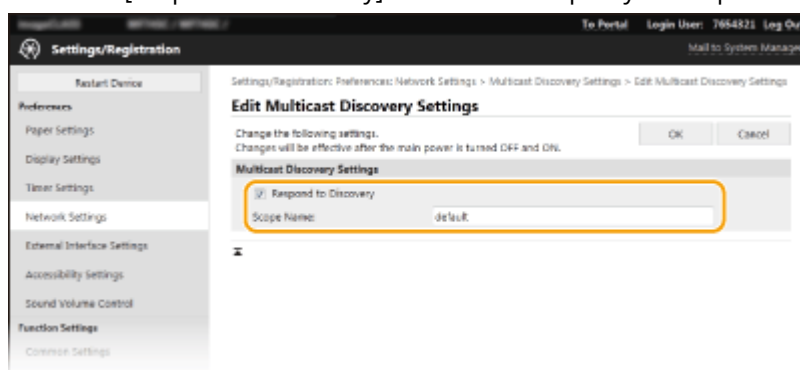 To Portal Login User: 7654321 Log Ou
Settings/Registration
Mail to System Manage
Restart Device
Settings/Registration: Preferences: Network Settings > Multicast Discovery Settings > Edit Multicast Discovery Settings
Preferences
Edit Multicast Discovery Settings
Paper Settings
Change the following settings.
OK Cancel
Changes will be effective after the main power is turned OFF and ON.
Display Settings
Multicast Discovery Settings
Timer Settings
Respond to Discovery
Network Settings
Scope Name: default
External Interface Settings
Accessibility Settings
Sound Volume Control
Function Settings
Common Settings